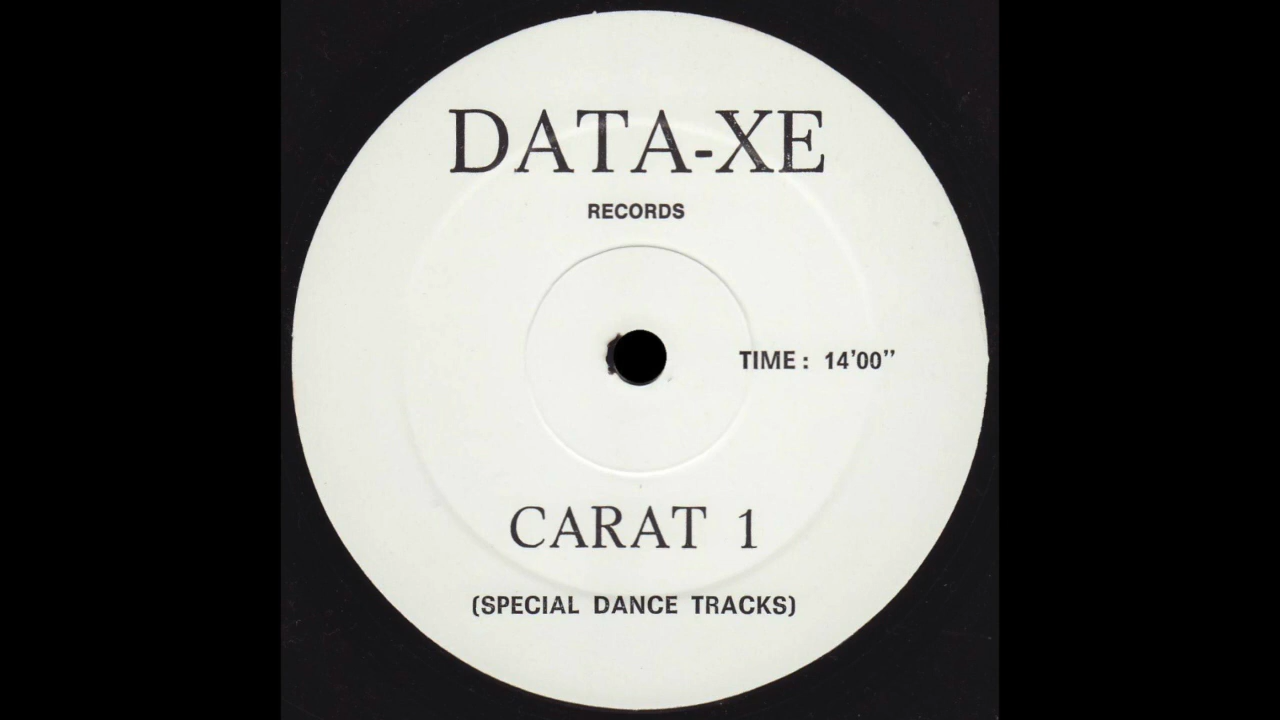 DATA-XE
RECORDS
TIME : 14'00"
CARAT 1
(SPECIAL DANCE TRACKS)